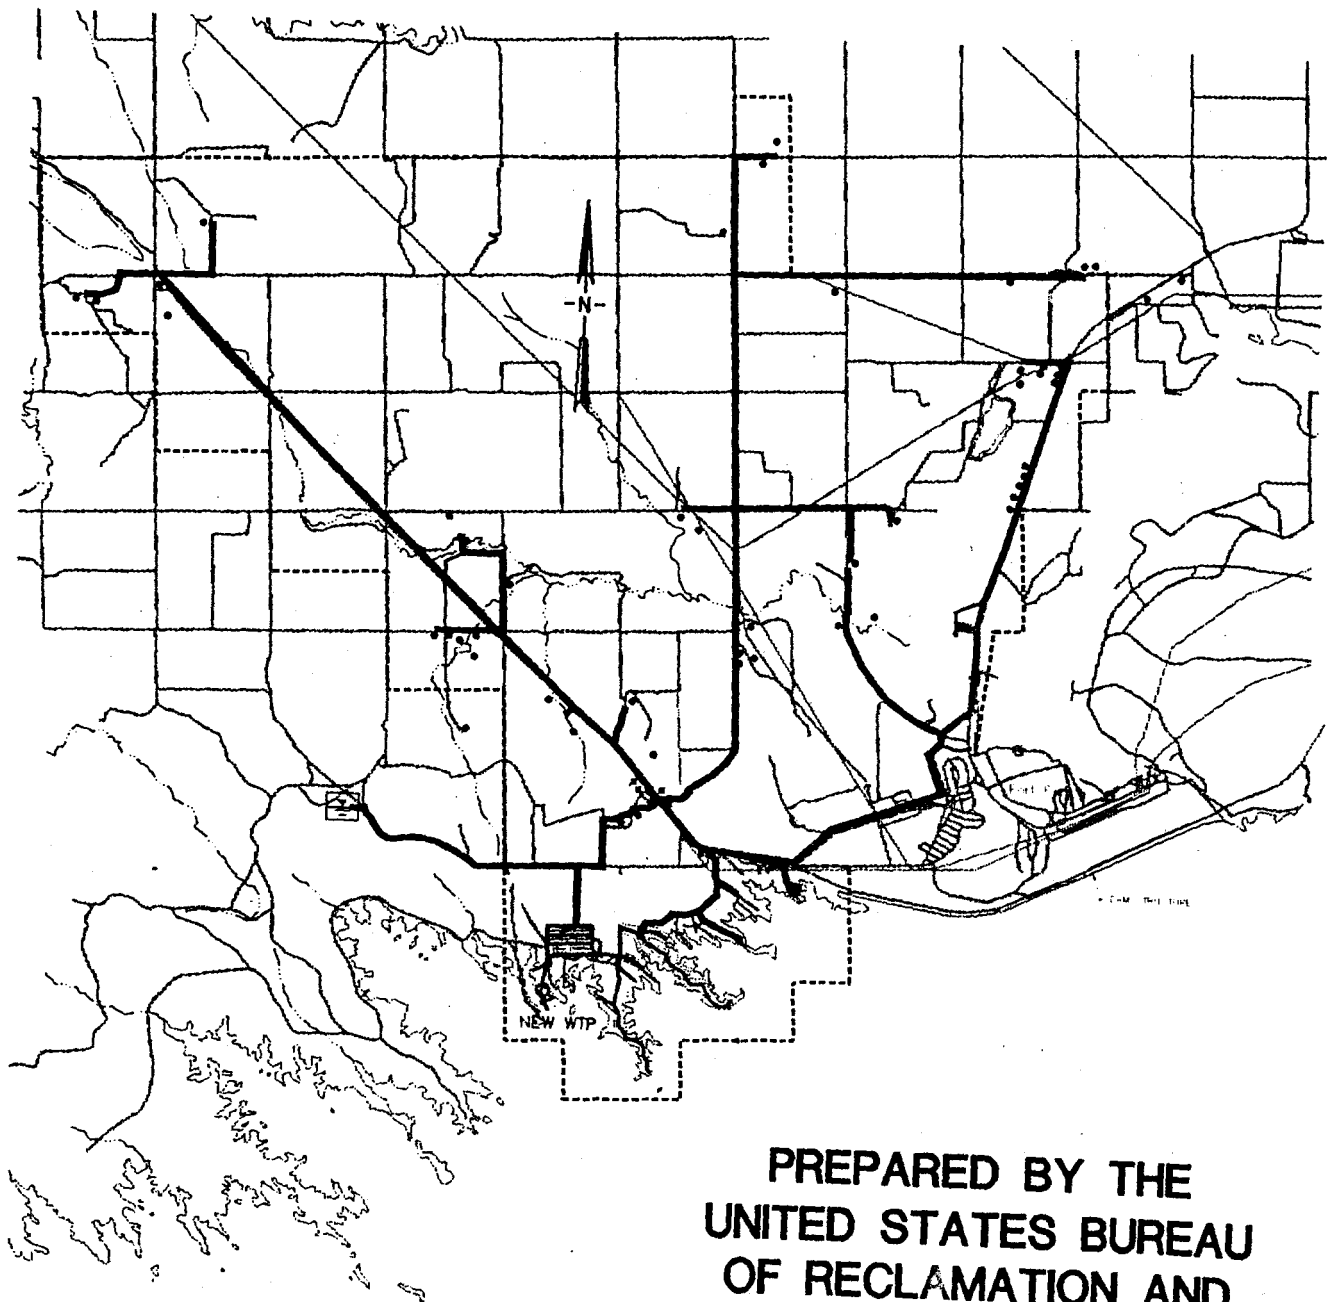 -N-
NEW WTP
PREPARED BY THE
UNITED STATES BUREAU
OF RECLAMATION AND